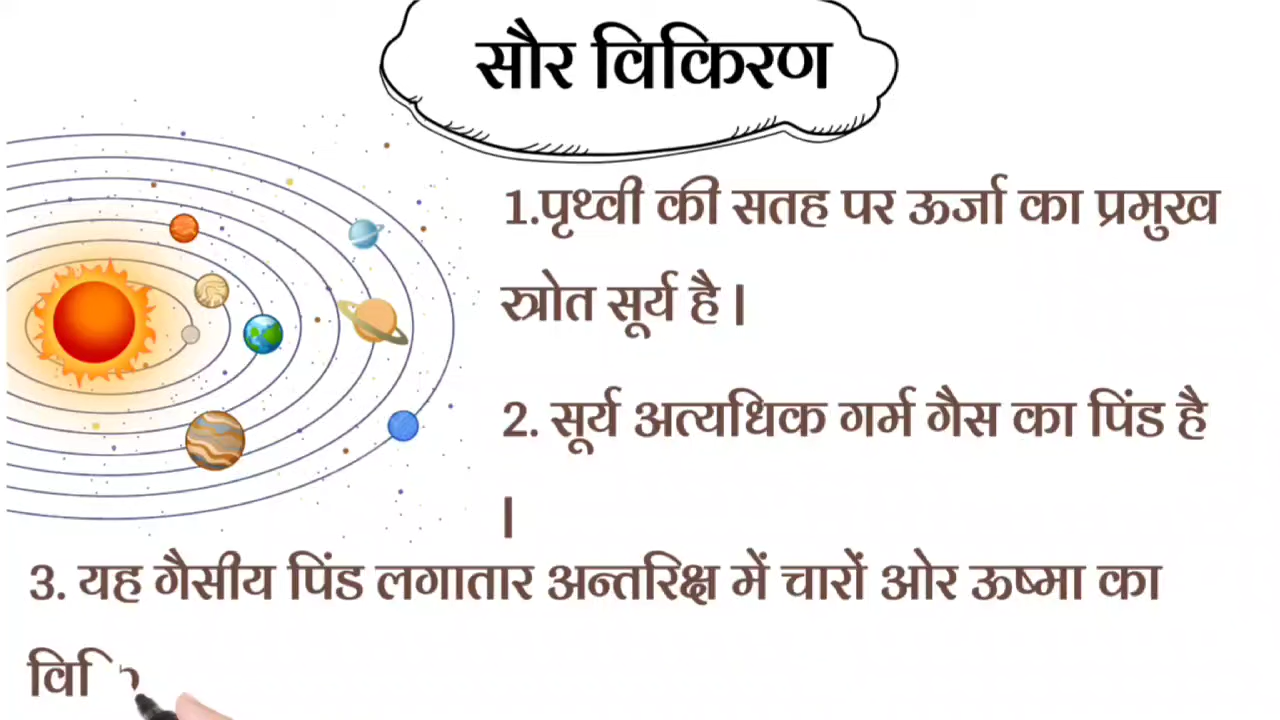 सौर विकिरण
1.पृथ्वी की सतह पर ऊर्जा का प्रमुख
स्त्रोत सूर्य है |
2. सूर्य अत्यधिक गर्म गैस का पिंड है
|
3. यह गैसीय पिंड लगातार अन्तरिक्ष में चारों ओर ऊष्मा का